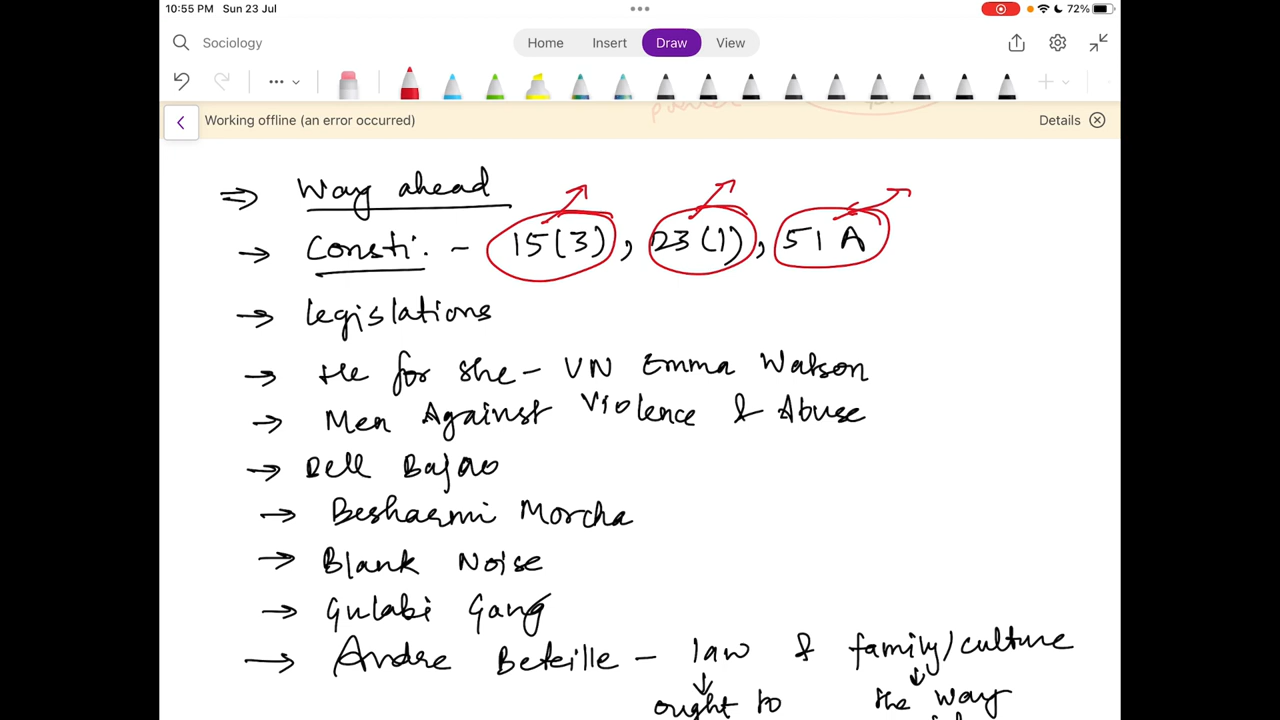 10:55 PM Sun 23 Jul
72%
Sociology
Home Insert Draw View
Working offline (an error occurred)
Details
⇒ Way ahead
→ Consti. - 15(3), 23(1), 51 A
→ legislations
→ He for she - UN Emma Watson
→ Men Against Violence & Abuse
→ Bell Bajao
→ Besharmi Morcha
→ Blank Noise
→ Gulabi Gang
→ Andre Beteille - law & family/culture
ought to the way